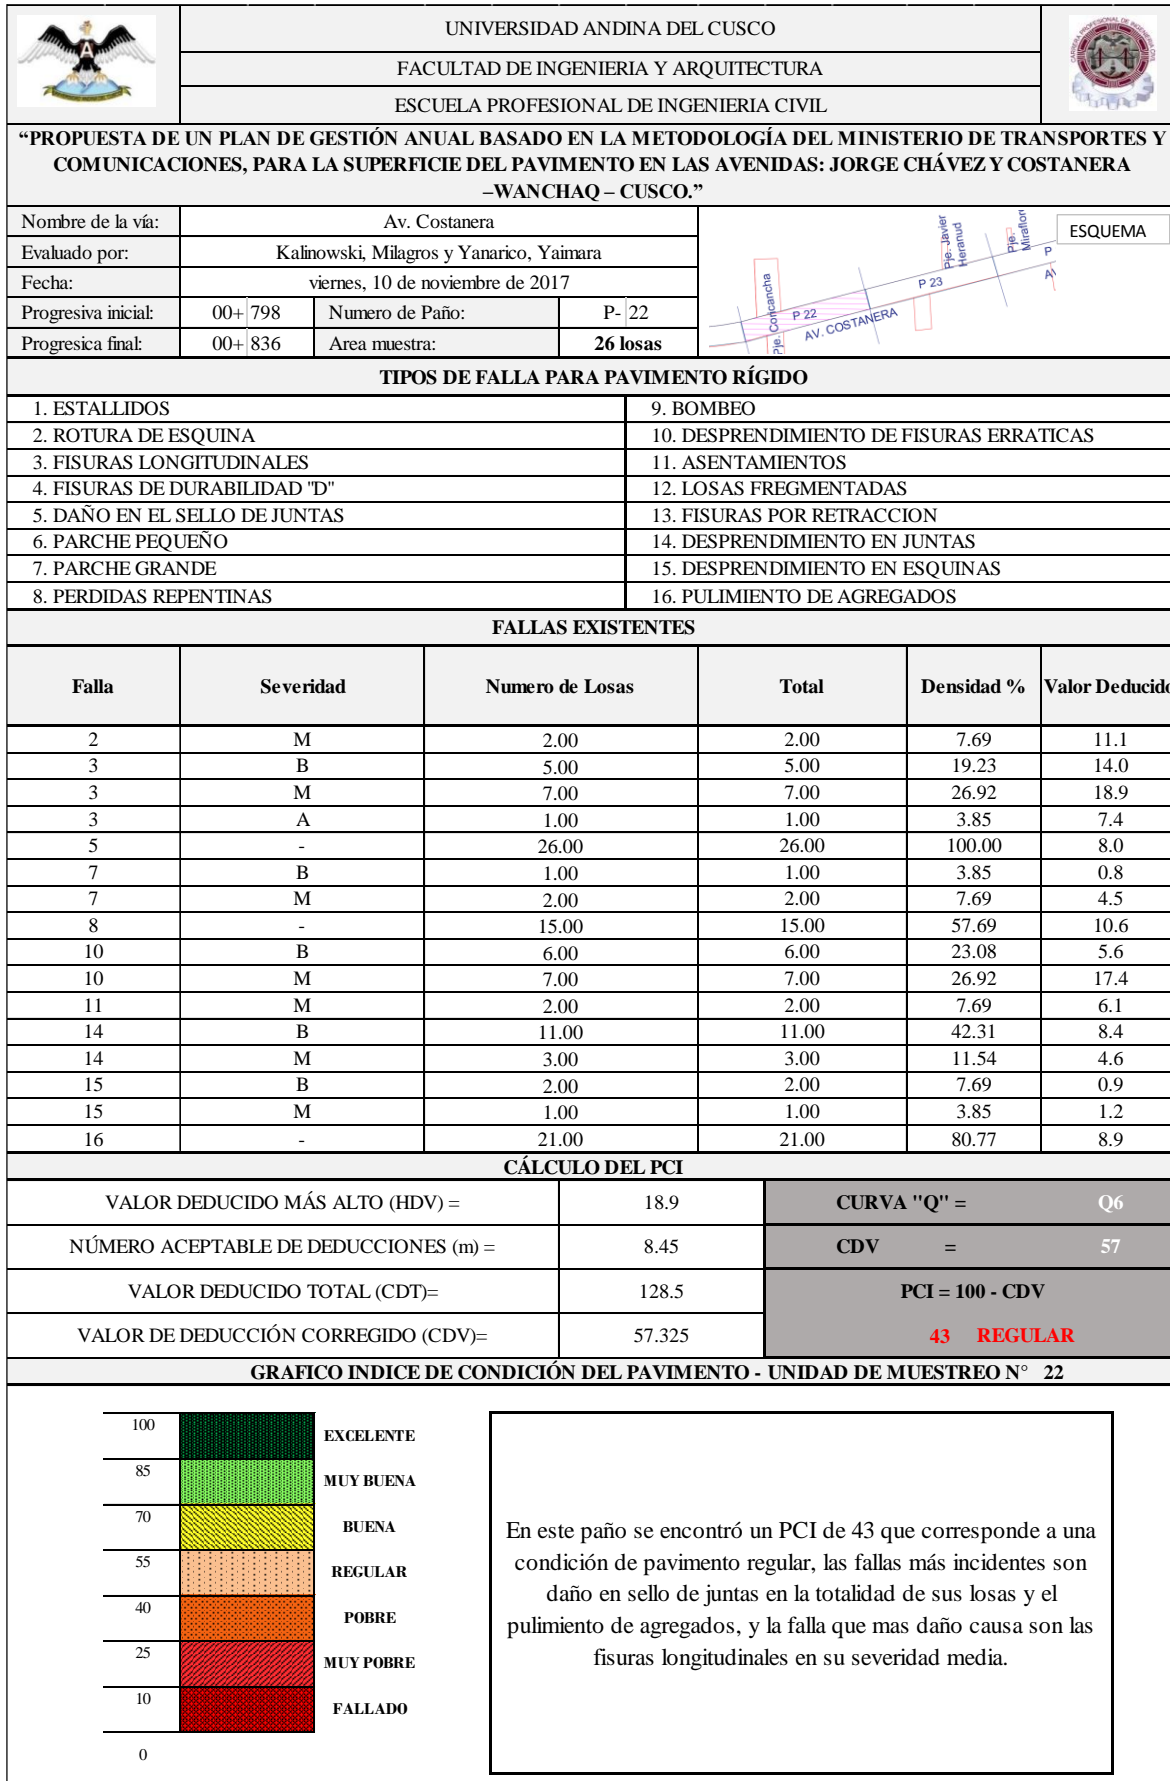 UNIVERSIDAD ANDINA DEL CUSCO
FACULTAD DE INGENIERIA Y ARQUITECTURA
ESCUELA PROFESIONAL DE INGENIERIA CIVIL
“PROPUESTA DE UN PLAN DE GESTIÓN ANUAL BASADO EN LA METODOLOGÍA DEL MINISTERIO DE TRANSPORTES Y
COMUNICACIONES, PARA LA SUPERFICIE DEL PAVIMENTO EN LAS AVENIDAS: JORGE CHÁVEZ Y COSTANERA
–WANCHAQ – CUSCO.”
Nombre de la vía: Av. Costanera
Evaluado por: Kalinowski, Milagros y Yanarico, Yaimara
Fecha: viernes, 10 de noviembre de 2017
Progresiva inicial: 00+ 798 Numero de Paño: P- 22
Progresica final: 00+ 836 Area muestra: 26 losas
ESQUEMA
Pje. Concancha
P 22
AV. COSTANERA
P 23
Pje. Javier
Heranud
Pje.
Miraflor
P
AV
TIPOS DE FALLA PARA PAVIMENTO RÍGIDO
1. ESTALLIDOS 9. BOMBEO
2. ROTURA DE ESQUINA 10. DESPRENDIMIENTO DE FISURAS ERRATICAS
3. FISURAS LONGITUDINALES 11. ASENTAMIENTOS
4. FISURAS DE DURABILIDAD "D" 12. LOSAS FREGMENTADAS
5. DAÑO EN EL SELLO DE JUNTAS 13. FISURAS POR RETRACCION
6. PARCHE PEQUEÑO 14. DESPRENDIMIENTO EN JUNTAS
7. PARCHE GRANDE 15. DESPRENDIMIENTO EN ESQUINAS
8. PERDIDAS REPENTINAS 16. PULIMIENTO DE AGREGADOS
FALLAS EXISTENTES
Falla Severidad Numero de Losas Total Densidad % Valor Deducido
2 M 2.00 2.00 7.69 11.1
3 B 5.00 5.00 19.23 14.0
3 M 7.00 7.00 26.92 18.9
3 A 1.00 1.00 3.85 7.4
5 - 26.00 26.00 100.00 8.0
7 B 1.00 1.00 3.85 0.8
7 M 2.00 2.00 7.69 4.5
8 - 15.00 15.00 57.69 10.6
10 B 6.00 6.00 23.08 5.6
10 M 7.00 7.00 26.92 17.4
11 M 2.00 2.00 7.69 6.1
14 B 11.00 11.00 42.31 8.4
14 M 3.00 3.00 11.54 4.6
15 B 2.00 2.00 7.69 0.9
15 M 1.00 1.00 3.85 1.2
16 - 21.00 21.00 80.77 8.9
CÁLCULO DEL PCI
VALOR DEDUCIDO MÁS ALTO (HDV) = 18.9 CURVA "Q" = Q6
NÚMERO ACEPTABLE DE DEDUCCIONES (m) = 8.45 CDV = 57
VALOR DEDUCIDO TOTAL (CDT)= 128.5 PCI = 100 - CDV
VALOR DE DEDUCCIÓN CORREGIDO (CDV)= 57.325 43 REGULAR
GRAFICO INDICE DE CONDICIÓN DEL PAVIMENTO - UNIDAD DE MUESTREO N° 22
100 EXCELENTE
85 MUY BUENA
70 BUENA
55 REGULAR
40 POBRE
25 MUY POBRE
10 FALLADO
0
En este paño se encontró un PCI de 43 que corresponde a una
condición de pavimento regular, las fallas más incidentes son
daño en sello de juntas en la totalidad de sus losas y el
pulimiento de agregados, y la falla que mas daño causa son las
fisuras longitudinales en su severidad media.